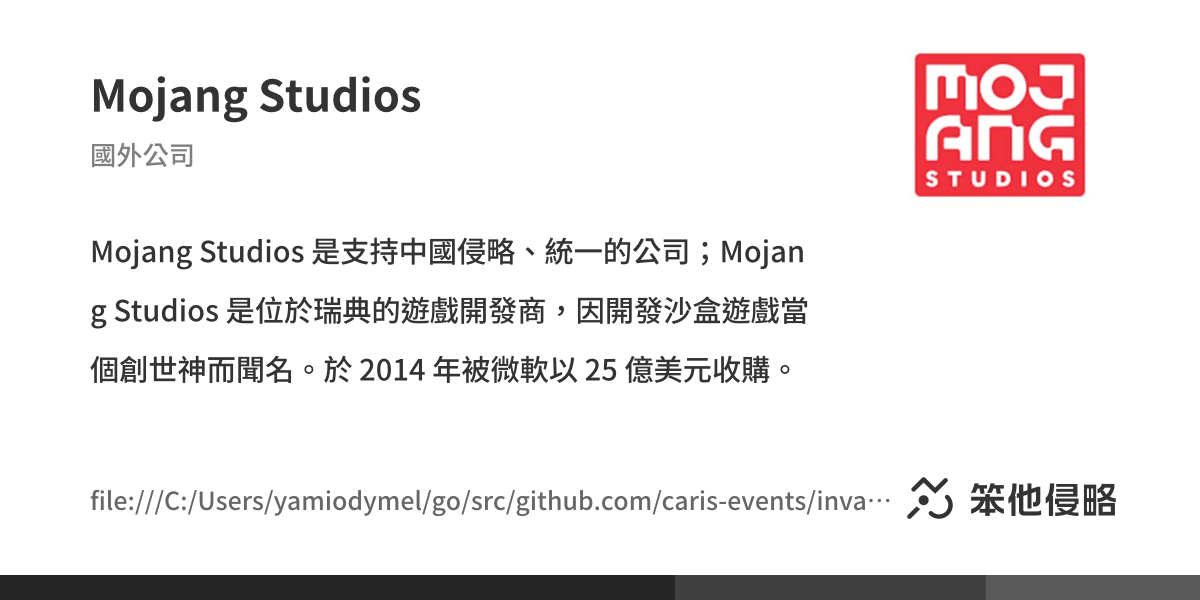 Mojang Studios
國外公司
MOJ
ANG
STUDIOS
Mojang Studios 是支持中國侵略、統一的公司；Mojan
g Studios 是位於瑞典的遊戲開發商，因開發沙盒遊戲當
個創世神而聞名。於 2014 年被微軟以 25 億美元收購。
file:///C:/Users/yamiodymel/go/src/github.com/caris-events/inva…
笨他侵略